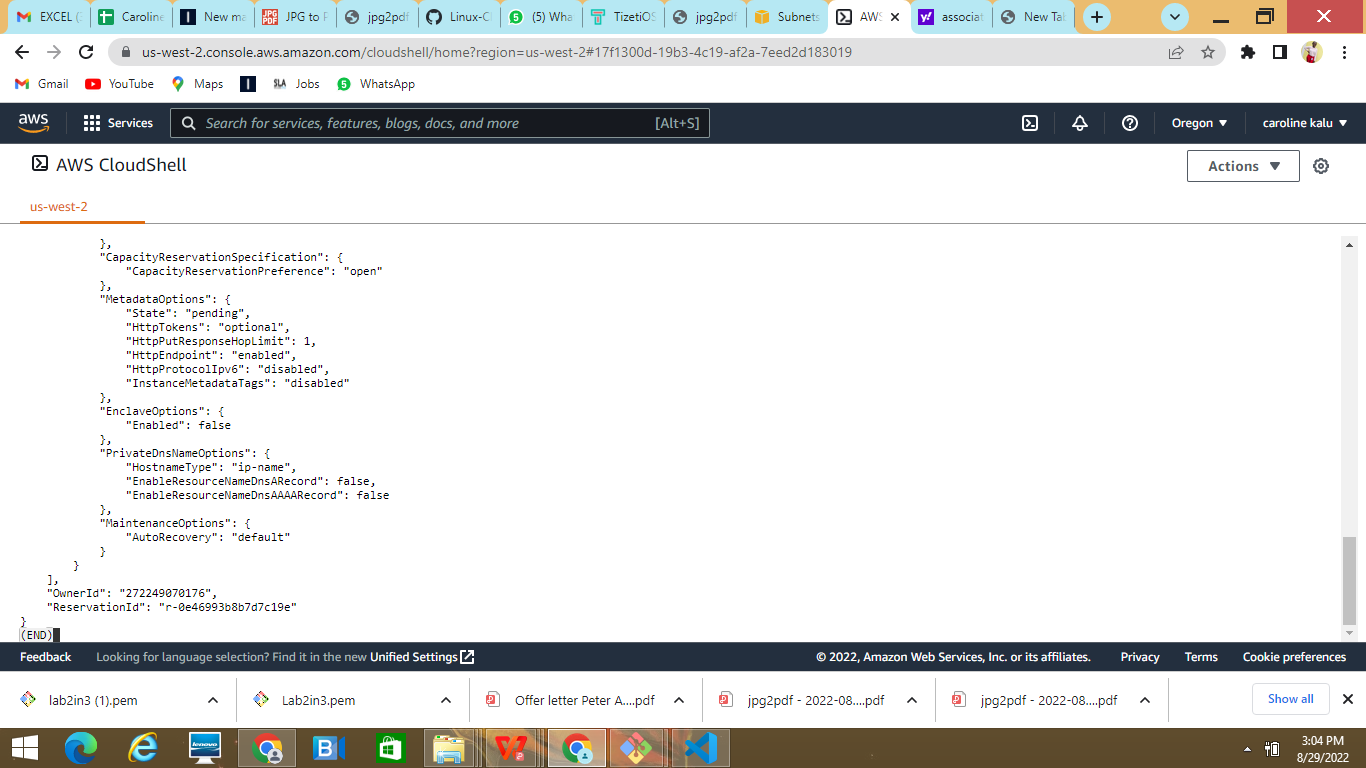 EXCEL (
Caroline
New ma
JPG to P
jpg2pdf
Linux-Cl
(5) Wha
TizetiOS
jpg2pdf
Subnets
AWS
associat
New Tab
us-west-2.console.aws.amazon.com/cloudshell/home?region=us-west-2#17f1300d-19b3-4c19-af2a-7eed2d183019
Gmail
YouTube
Maps
SLA Jobs
5 WhatsApp
aws
Services
Search for services, features, blogs, docs, and more [Alt+S]
Oregon
caroline kalu
AWS CloudShell
Actions
us-west-2
},
"CapacityReservationSpecification": {
"CapacityReservationPreference": "open"
},
"MetadataOptions": {
"State": "pending",
"HttpTokens": "optional",
"HttpPutResponseHopLimit": 1,
"HttpEndpoint": "enabled",
"HttpProtocolIpv6": "disabled",
"InstanceMetadataTags": "disabled"
},
"EnclaveOptions": {
"Enabled": false
},
"PrivateDnsNameOptions": {
"HostnameType": "ip-name",
"EnableResourceNameDnsARecord": false,
"EnableResourceNameDnsAAAARecord": false
},
"MaintenanceOptions": {
"AutoRecovery": "default"
}
}
],
"OwnerId": "272249070176",
"ReservationId": "r-0e46993b8b7d7c19e"
}
(END)
Feedback
Looking for language selection? Find it in the new Unified Settings
© 2022, Amazon Web Services, Inc. or its affiliates.
Privacy
Terms
Cookie preferences
lab2in3 (1).pem
Lab2in3.pem
Offer letter Peter A....pdf
jpg2pdf - 2022-08....pdf
jpg2pdf - 2022-08....pdf
Show all
lenovo
3:04 PM
8/29/2022